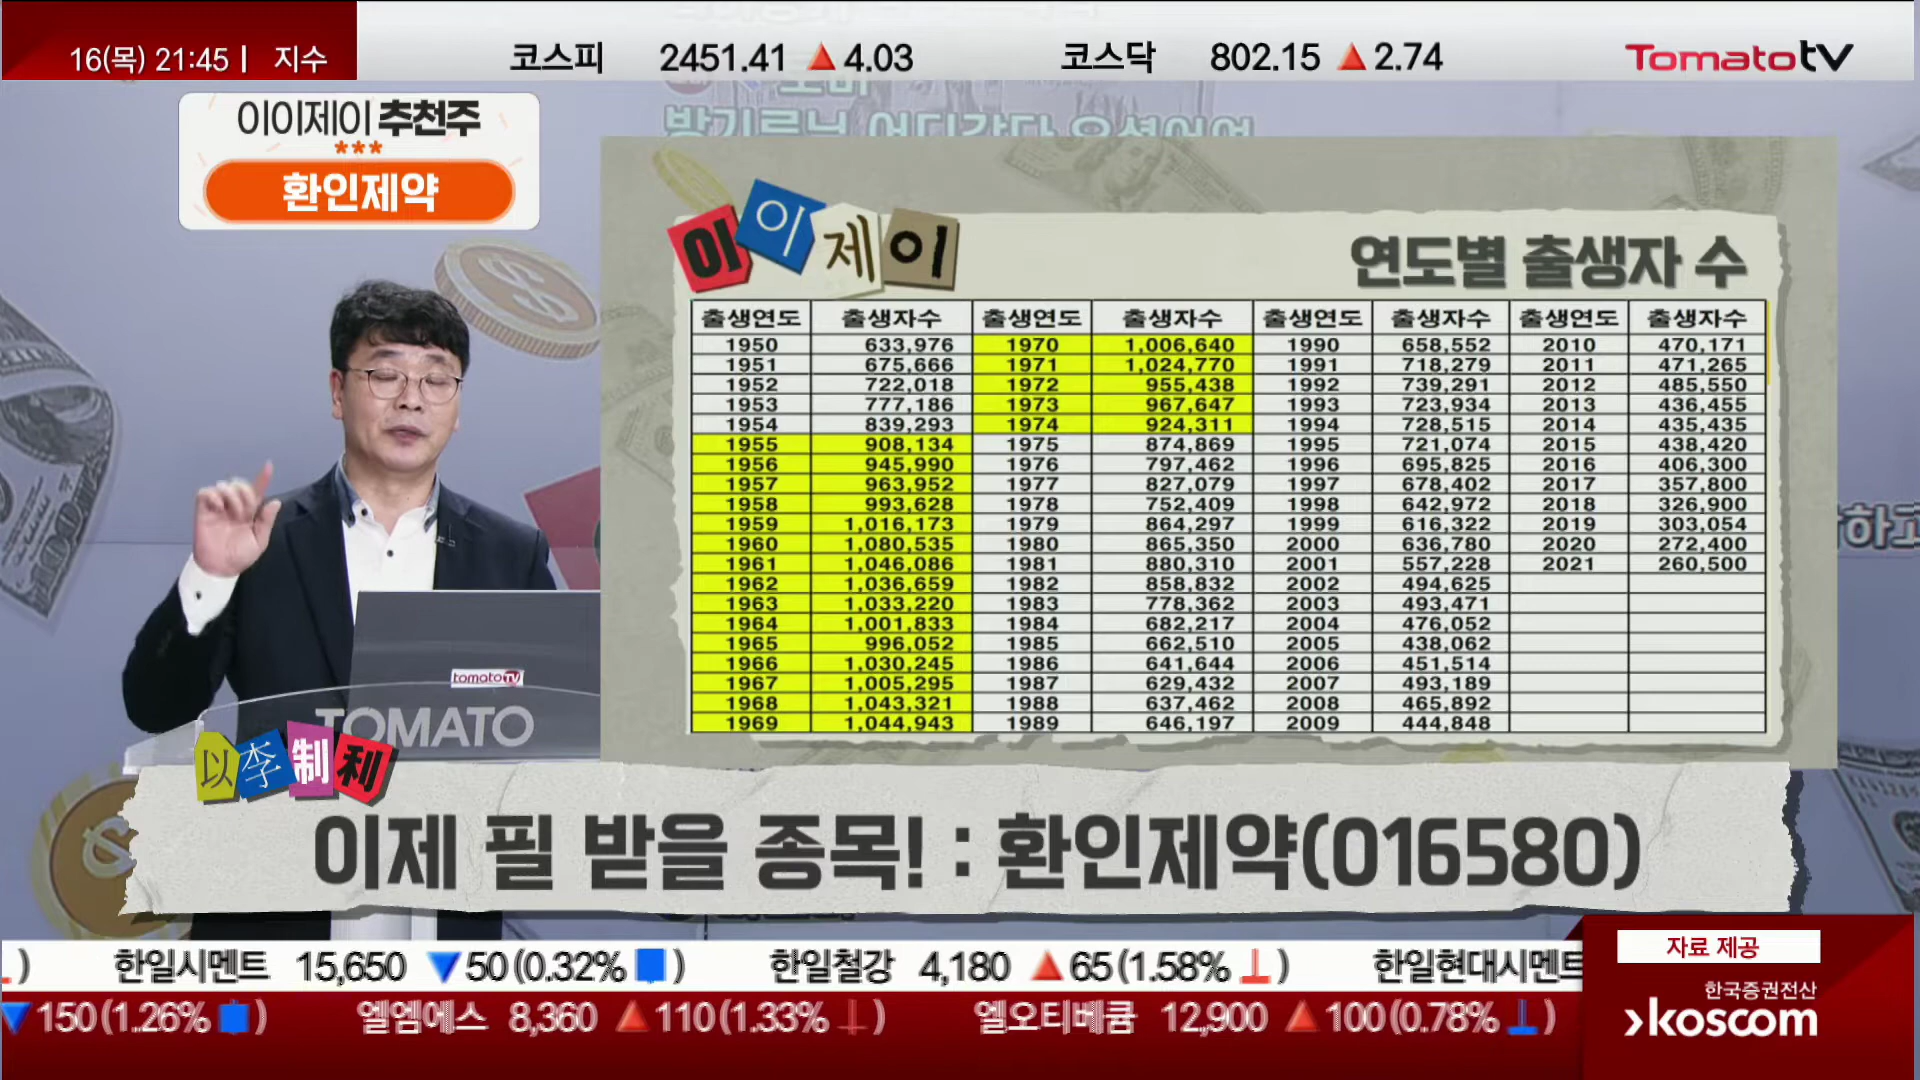 16(목) 21:45 | 지수 코스피 2451.41 ▲ 4.03 코스닥 802.15 ▲ 2.74 Tomato tv
이이제이 추천주
***
환인제약
이이제이
연도별 출생자 수
출생연도 출생자수 출생연도 출생자수 출생연도 출생자수 출생연도 출생자수
1950 633,976 1970 1,006,640 1990 658,552 2010 470,171
1951 675,666 1971 1,024,770 1991 718,279 2011 471,265
1952 722,018 1972 955,438 1992 739,291 2012 485,550
1953 777,186 1973 967,647 1993 723,934 2013 436,455
1954 839,293 1974 924,311 1994 728,515 2014 435,435
1955 908,134 1975 874,869 1995 721,074 2015 438,420
1956 945,990 1976 797,462 1996 695,825 2016 406,300
1957 963,952 1977 827,079 1997 678,402 2017 357,800
1958 993,628 1978 752,409 1998 642,972 2018 326,900
1959 1,016,173 1979 864,297 1999 616,322 2019 303,054
1960 1,080,535 1980 865,350 2000 636,780 2020 272,400
1961 1,046,086 1981 880,310 2001 557,228 2021 260,500
1962 1,036,659 1982 858,832 2002 494,625
1963 1,033,220 1983 778,362 2003 493,471
1964 1,001,833 1984 682,217 2004 476,052
1965 996,052 1985 662,510 2005 438,062
1966 1,030,245 1986 641,644 2006 451,514
1967 1,005,295 1987 629,432 2007 493,189
1968 1,043,321 1988 637,462 2008 465,892
1969 1,044,943 1989 646,197 2009 444,848
tomato TV
TOMATO
以李制利
이제 필 받을 종목! : 환인제약(016580)
) 한일시멘트 15,650 ▼50(0.32% ) 한일철강 4,180 ▲65(1.58% ) 한일현대시멘트
▼150(1.26% ) 엘엠에스 8,360 ▲110(1.33% ) 엘오티베큠 12,900 ▲100(0.78% )
자료 제공
한국증권전산
koscom